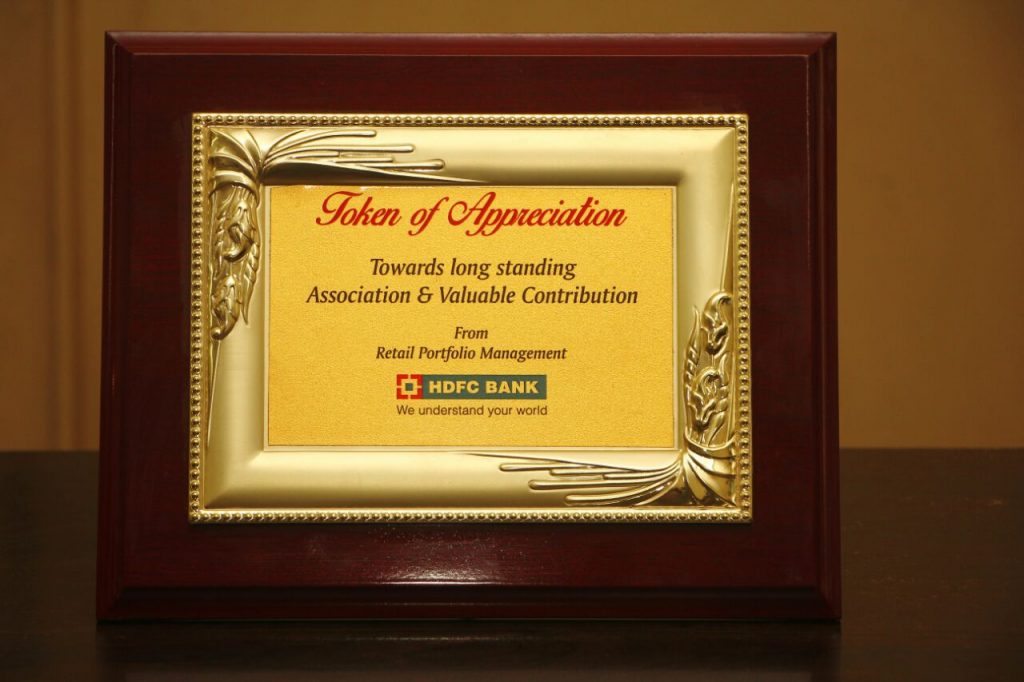 Token of Appreciation
Towards long standing
Association & Valuable Contribution
From
Retail Portfolio Management
HDFC BANK
We understand your world